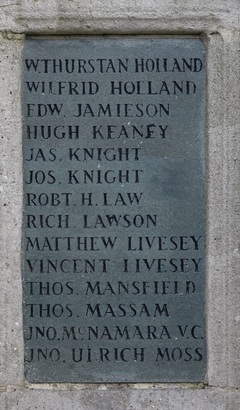 W. THURSTAN HOLLAND
WILFRID HOLLAND
EDW. JAMIESON
HUGH KEANEY
JAS. KNIGHT
JOS. KNIGHT
ROBT. H. LAW
RICH LAWSON
MATTHEW LIVESEY
VINCENT LIVESEY
THOS. MANSFIELD
THOS. MASSAM
JNO. McNAMARA V.C.
JNO. ULRICH MOSS